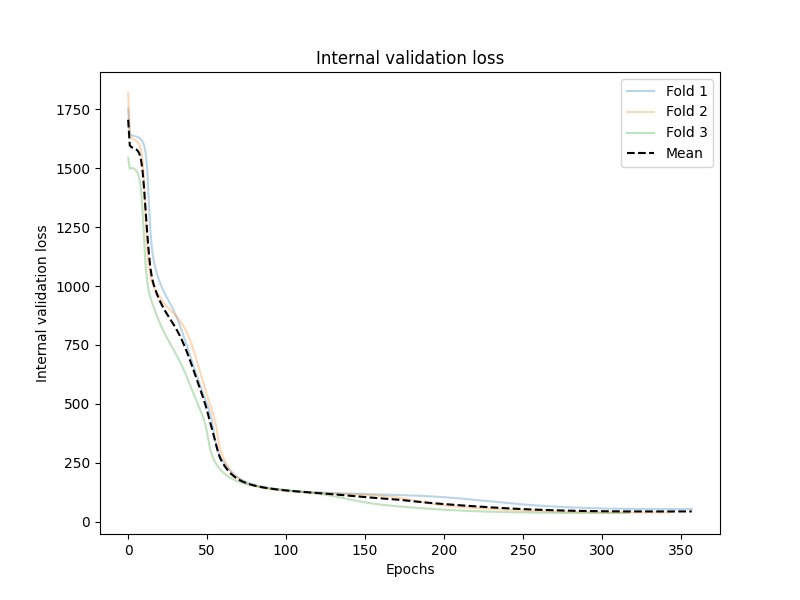 Internal validation loss
Fold 1
Fold 2
Fold 3
Mean
Internal validation loss
1750
1500
1250
1000
750
500
250
0
0 50 100 150 200 250 300 350
Epochs